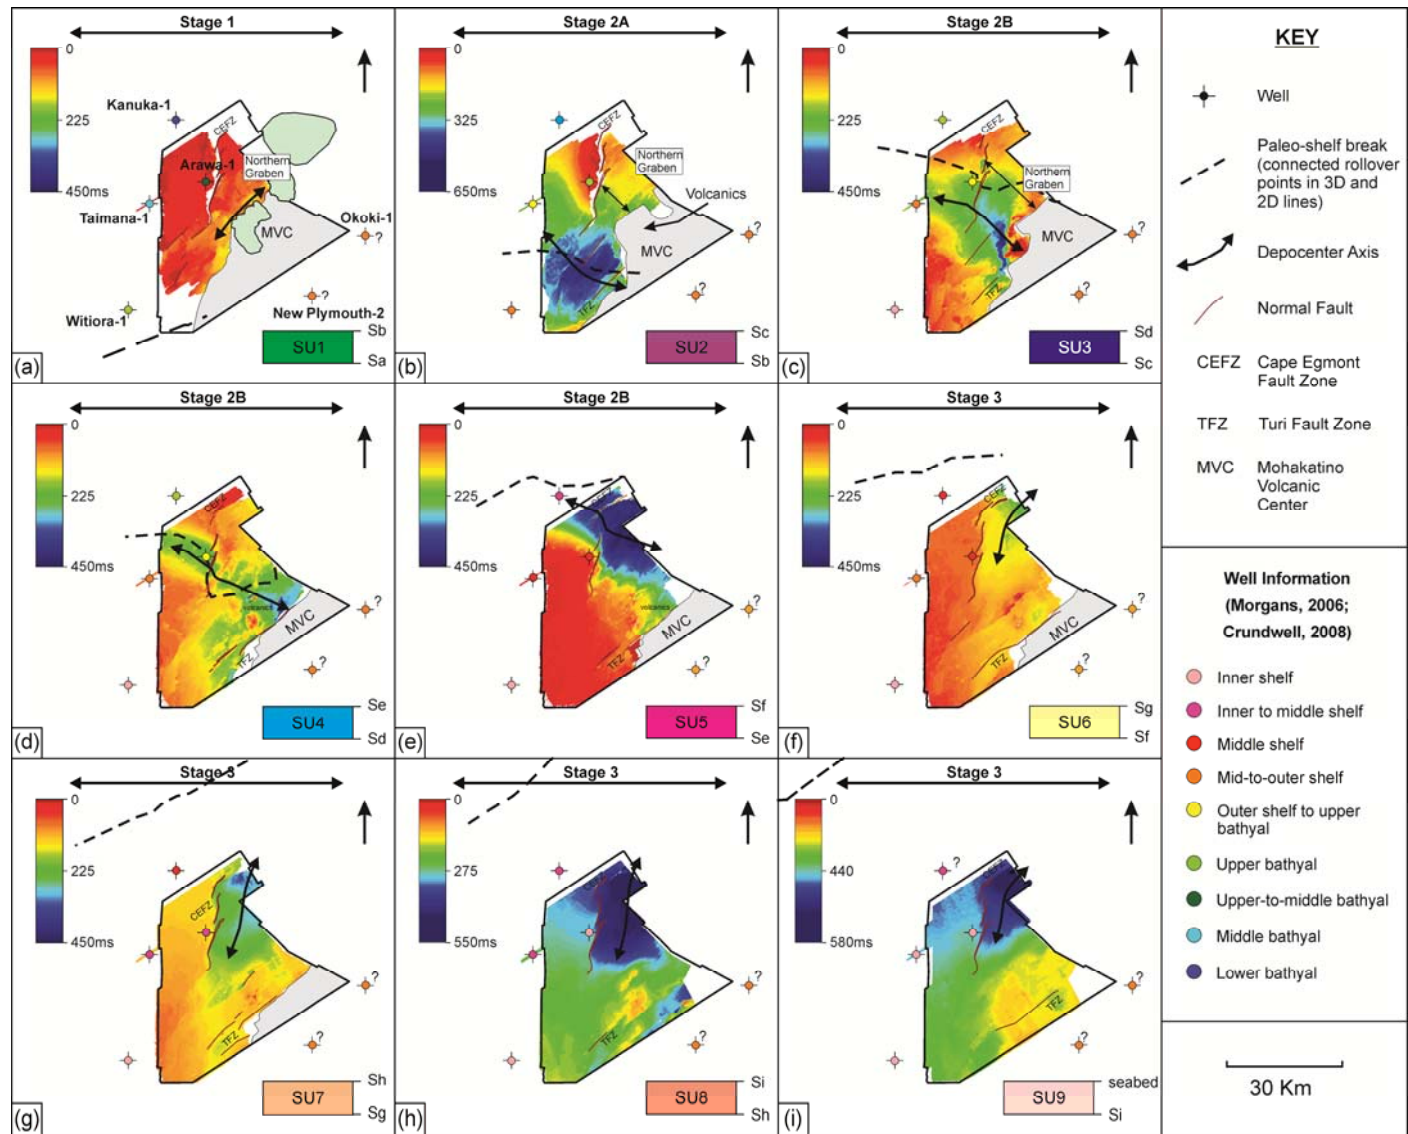 Stage 1
0
225
450ms
Kanuka-1
CEFZ
Arawa-1
Northern
Graben
Taimana-1
Okoki-1
?
MVC
?
Witiora-1
New Plymouth-2
SU1
Sb
Sa
(a)
Stage 2A
0
325
650ms
CEFZ
Northern
Graben
Volcanics
?
MVC
TFZ
?
SU2
Sc
Sb
(b)
Stage 2B
0
225
450ms
CEFZ
Northern
Graben
?
MVC
TFZ
?
SU3
Sd
Sc
(c)
KEY
Well
Paleo-shelf break
(connected rollover
points in 3D and
2D lines)
Depocenter Axis
Normal Fault
CEFZ
Cape Egmont
Fault Zone
TFZ
Turi Fault Zone
MVC
Mohakatino
Volcanic
Center
Stage 2B
0
225
450ms
CEFZ
volcanics
?
MVC
TFZ
?
SU4
Se
Sd
(d)
Stage 2B
0
225
450ms
CEFZ
volcanics
?
MVC
TFZ
?
SU5
Sf
Se
(e)
Stage 3
0
225
450ms
CEFZ
?
MVC
TFZ
?
SU6
Sg
Sf
(f)
Well Information
(Morgans, 2006;
Crundwell, 2008)
Inner shelf
Inner to middle shelf
Middle shelf
Mid-to-outer shelf
Outer shelf to upper
bathyal
Upper bathyal
Upper-to-middle bathyal
Middle bathyal
Lower bathyal
Stage 3
0
225
450ms
CEFZ
?
TFZ
?
SU7
Sh
Sg
(g)
Stage 3
0
275
550ms
CEFZ
?
TFZ
?
SU8
Si
Sh
(h)
Stage 3
0
440
580ms
?
CEFZ
?
TFZ
?
SU9
seabed
Si
(i)
30 Km